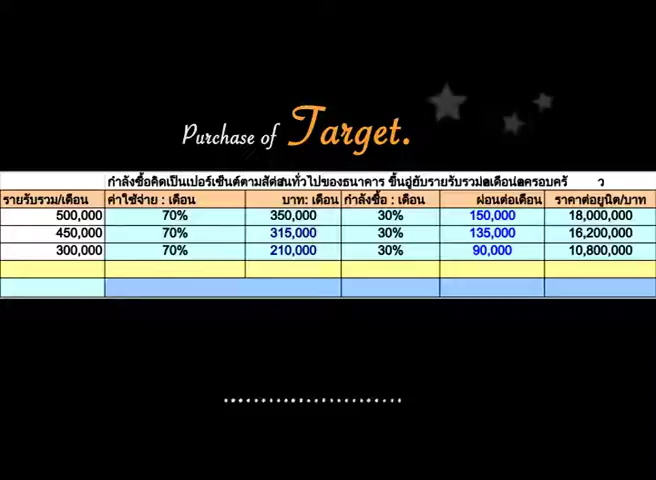 Purchase of Target.
กำลังซื้อคิดเป็นเปอร์เซ็นต์ตามสัดส่วนทั่วไปของธนาคาร ขึ้นอู่ยับรายรับรวมต่อเดือนต่อครอบครั ว
รายรับรวม/เดือน ค่าใช้จ่าย : เดือน บาท: เดือน กำลังซื้อ : เดือน ผ่อนต่อเดือน ราคาต่อยูนิต/บาท
500,000 70% 350,000 30% 150,000 18,000,000
450,000 70% 315,000 30% 135,000 16,200,000
300,000 70% 210,000 30% 90,000 10,800,000